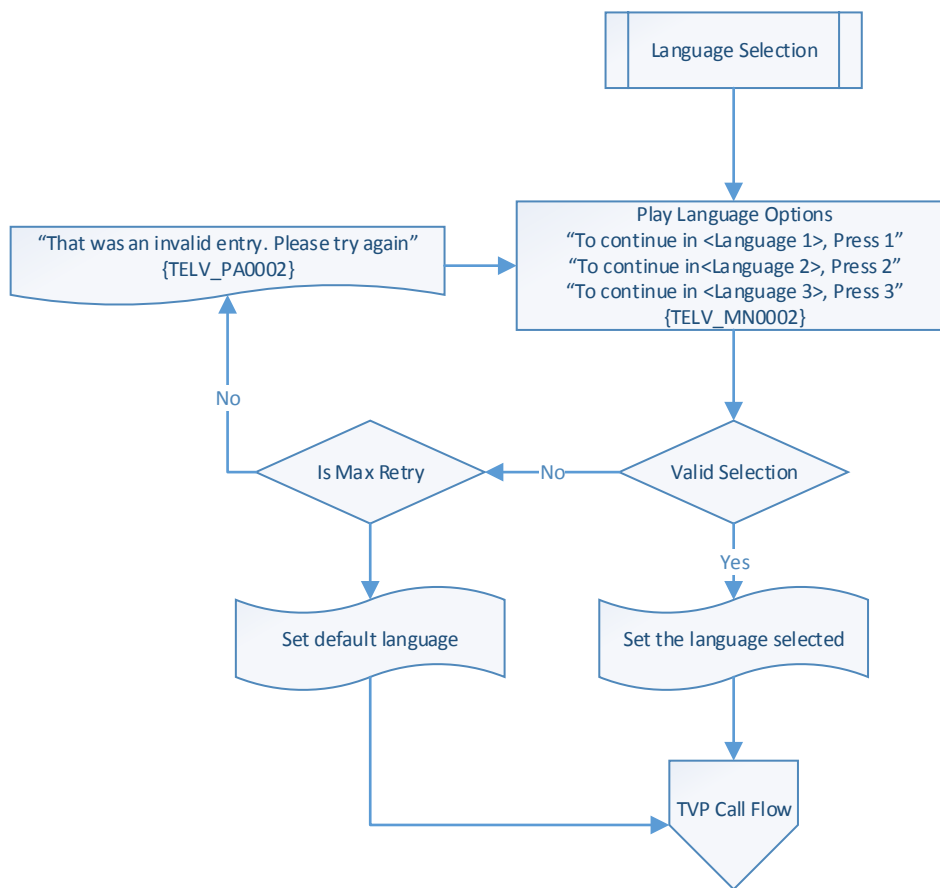 Language Selection
Play Language Options
“To continue in <Language 1>, Press 1”
“To continue in<Language 2>, Press 2”
“To continue in <Language 3>, Press 3”
{TELV_MN0002}
“That was an invalid entry. Please try again”
{TELV_PA0002}
No
Is Max Retry
No
Valid Selection
Yes
Set default language
Set the language selected
TVP Call Flow